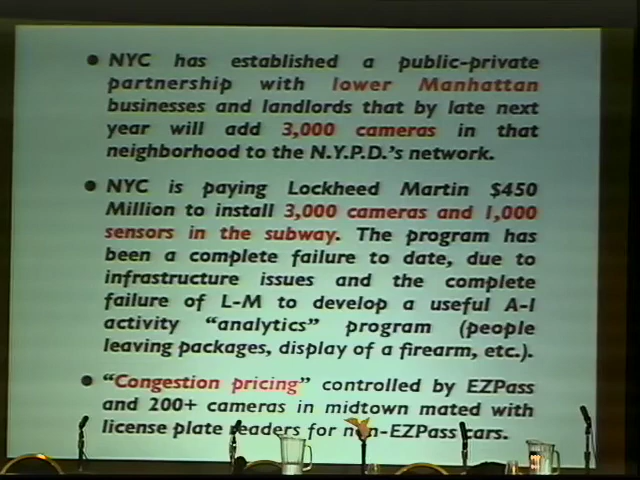 • NYC has established a public-private
partnership with lower Manhattan
businesses and landlords that by late next
year will add 3,000 cameras in that
neighborhood to the N.Y.P.D.'s network.
• NYC is paying Lockheed Martin $450
Million to install 3,000 cameras and 1,000
sensors in the subway. The program has
been a complete failure to date, due to
infrastructure issues and the complete
failure of L-M to develop a useful A-I
activity “analytics” program (people
leaving packages, display of a firearm, etc.).
• “Congestion pricing” controlled by EZPass
and 200+ cameras in midtown mated with
license plate readers for non-EZPass cars.